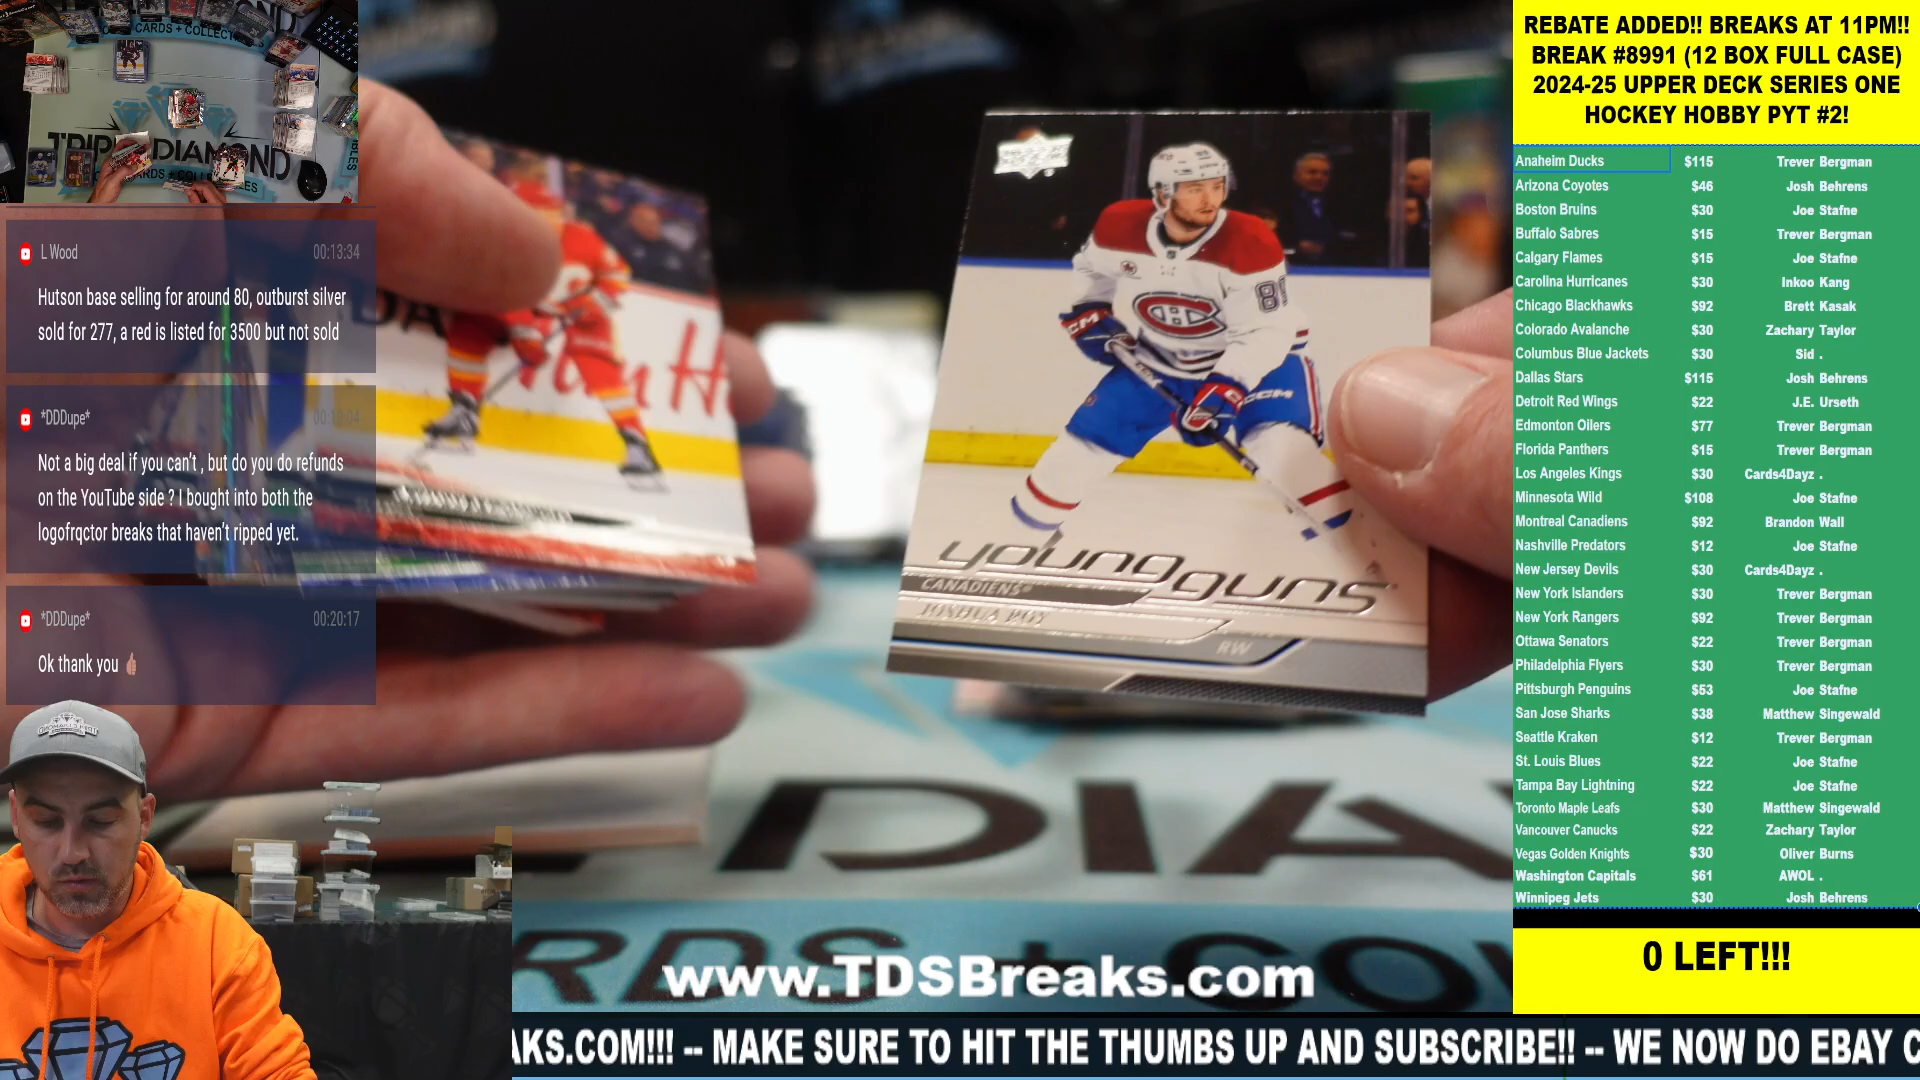 REBATE ADDED!! BREAKS AT 11PM!!
BREAK #8991 (12 BOX FULL CASE)
2024-25 UPPER DECK SERIES ONE
HOCKEY HOBBY PYT #2!
Anaheim Ducks $115 Trever Bergman
Arizona Coyotes $46 Josh Behrens
Boston Bruins $30 Joe Stafne
Buffalo Sabres $15 Trever Bergman
Calgary Flames $15 Joe Stafne
Carolina Hurricanes $30 Inkoo Kang
Chicago Blackhawks $92 Brett Kasak
Colorado Avalanche $30 Zachary Taylor
Columbus Blue Jackets $30 Sid .
Dallas Stars $115 Josh Behrens
Detroit Red Wings $22 J.E. Urseth
Edmonton Oilers $77 Trever Bergman
Florida Panthers $15 Trever Bergman
Los Angeles Kings $30 Cards4Dayz .
Minnesota Wild $108 Joe Stafne
Montreal Canadiens $92 Brandon Wall
Nashville Predators $12 Joe Stafne
New Jersey Devils $30 Cards4Dayz .
New York Islanders $30 Trever Bergman
New York Rangers $92 Trever Bergman
Ottawa Senators $22 Trever Bergman
Philadelphia Flyers $30 Trever Bergman
Pittsburgh Penguins $53 Joe Stafne
San Jose Sharks $38 Matthew Singewald
Seattle Kraken $12 Trever Bergman
St. Louis Blues $22 Joe Stafne
Tampa Bay Lightning $22 Joe Stafne
Toronto Maple Leafs $30 Matthew Singewald
Vancouver Canucks $22 Zachary Taylor
Vegas Golden Knights $30 Oliver Burns
Washington Capitals $61 AWOL .
Winnipeg Jets $30 Josh Behrens
0 LEFT!!!
L Wood 00:13:34
Hutson base selling for around 80, outburst silver
sold for 277, a red is listed for 3500 but not sold
*DDDupe*
Not a big deal if you can't , but do you do refunds
on the YouTube side ? I bought into both the
logofrqctor breaks that haven't ripped yet.
*DDDupe* 00:20:17
Ok thank you 👍
CARDS + COLLEC
TRIPLE DIAMOND
young guns
CANADIENS
JOSHUA ROY
RW
CCM
DIA
RDS + CO
www.TDSBreaks.com
AKS.COM!!! -- MAKE SURE TO HIT THE THUMBS UP AND SUBSCRIBE!! -- WE NOW DO EBAY C